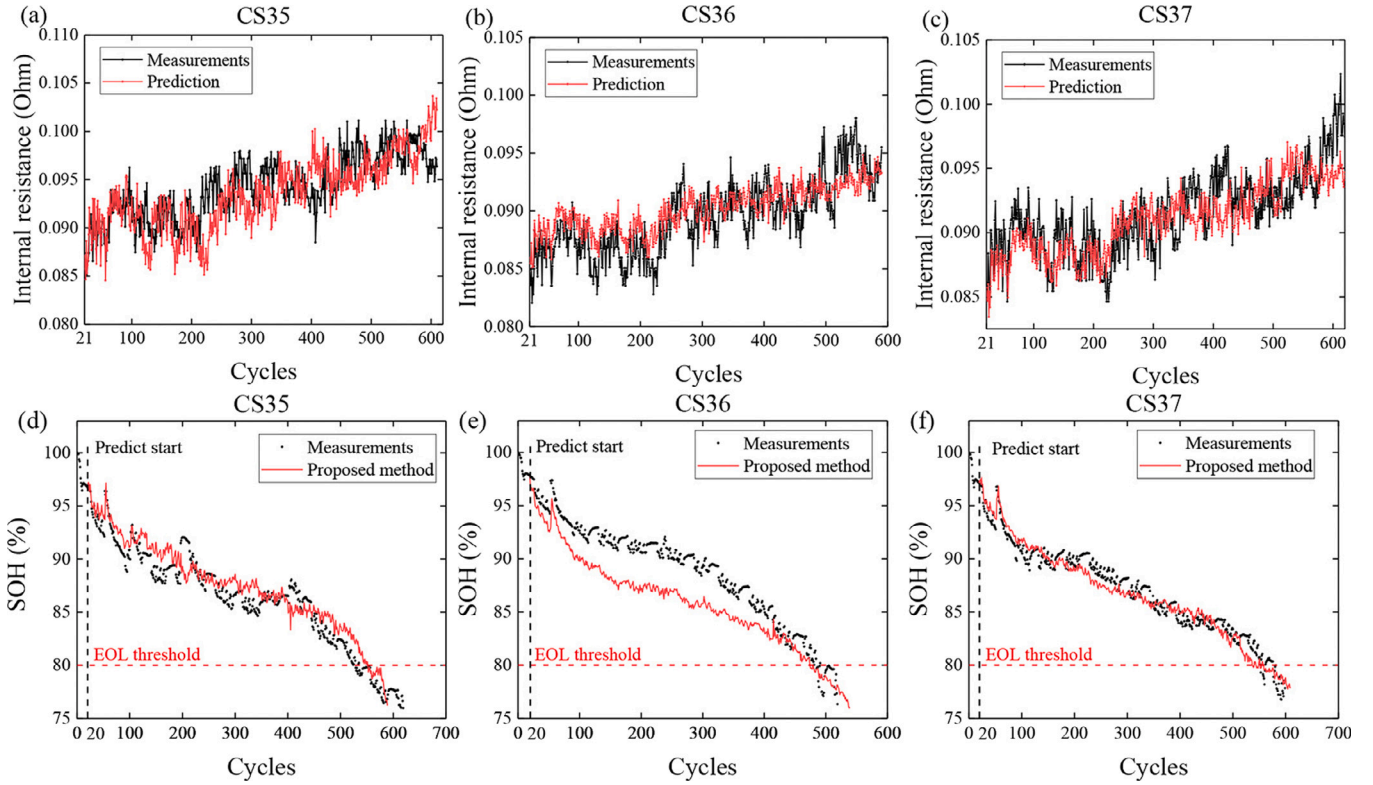 (a)
CS35
0.110
0.105
0.100
0.095
0.090
0.085
0.080
Internal resistance (Ohm)
Measurements
Prediction
21 100 200 300 400 500 600
Cycles
(b)
CS36
0.105
0.100
0.095
0.090
0.085
0.080
Internal resistance (Ohm)
Measurements
Prediction
21 100 200 300 400 500 600
Cycles
(c)
CS37
0.105
0.100
0.095
0.090
0.085
Internal resistance (Ohm)
Measurements
Prediction
21 100 200 300 400 500 600
Cycles
(d)
CS35
100
95
90
85
80
75
SOH (%)
Predict start
Measurements
Proposed method
EOL threshold
0 20 100 200 300 400 500 600 700
Cycles
(e)
CS36
100
95
90
85
80
75
SOH (%)
Predict start
Measurements
Proposed method
EOL threshold
0 20 100 200 300 400 500 600
Cycles
(f)
CS37
100
95
90
85
80
75
SOH (%)
Predict start
Measurements
Proposed method
EOL threshold
0 20 100 200 300 400 500 600 700
Cycles